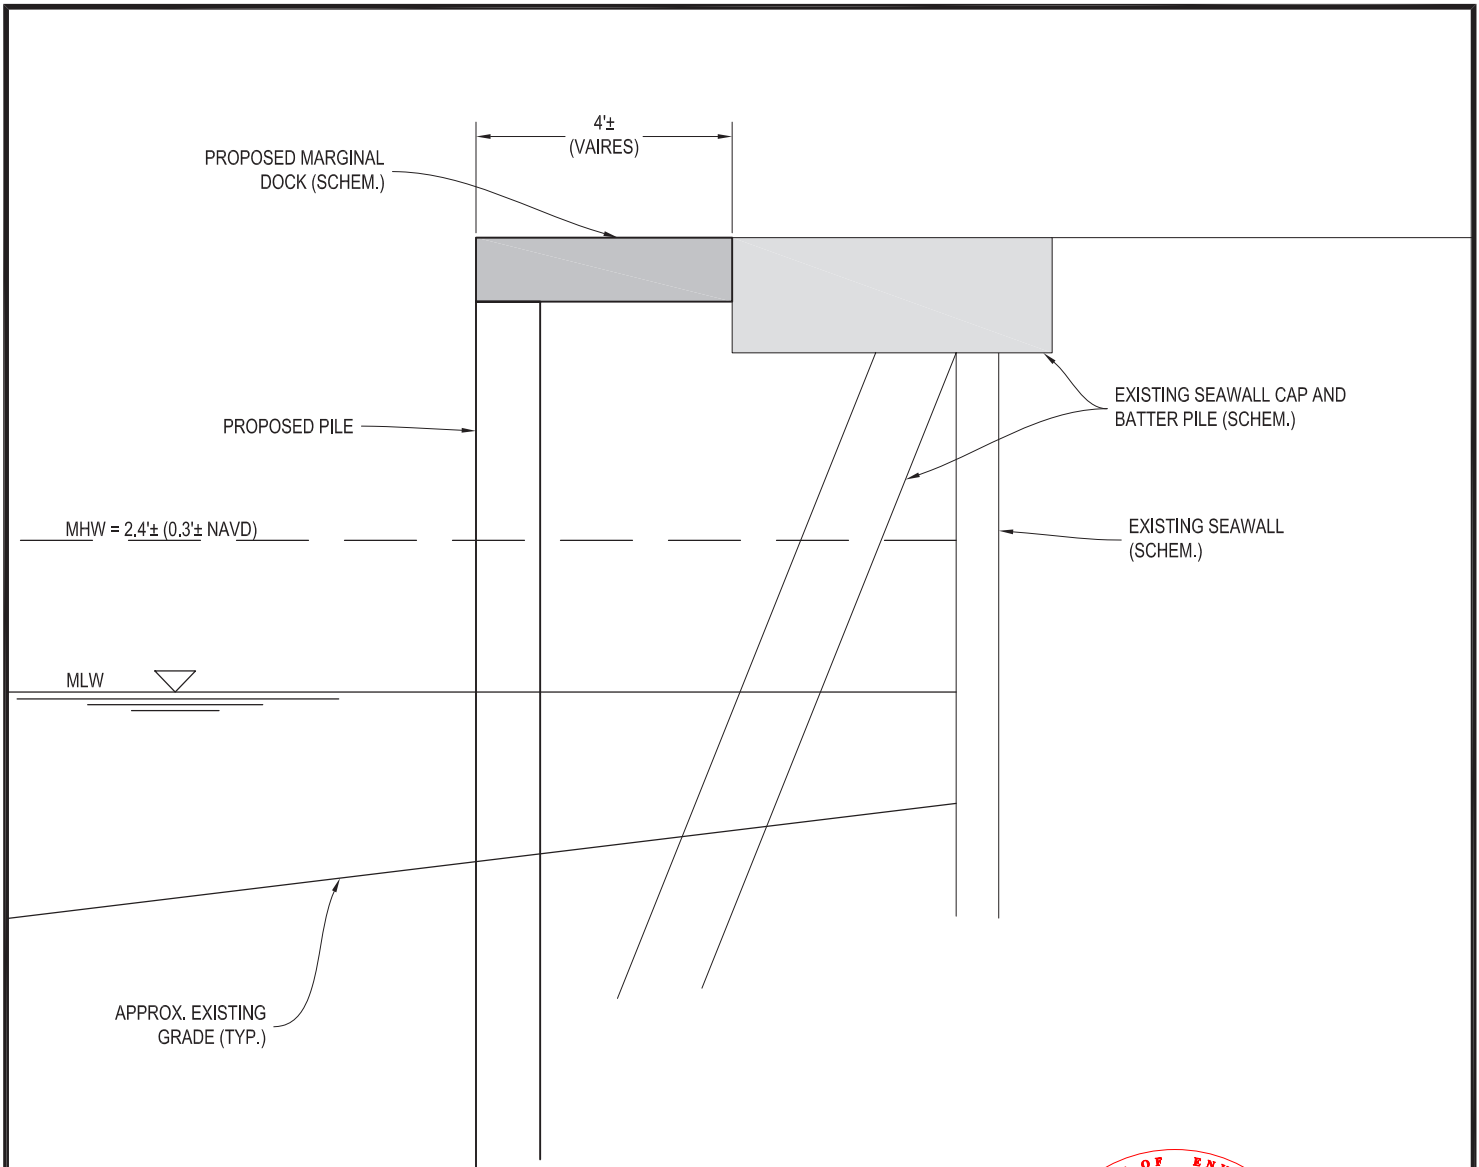 4'±
(VAIRES)
PROPOSED MARGINAL
DOCK (SCHEM.)
EXISTING SEAWALL CAP AND
BATTER PILE (SCHEM.)
PROPOSED PILE
MHW = 2.4'± (0.3'± NAVD)
EXISTING SEAWALL
(SCHEM.)
MLW
APPROX. EXISTING
GRADE (TYP.)
OF